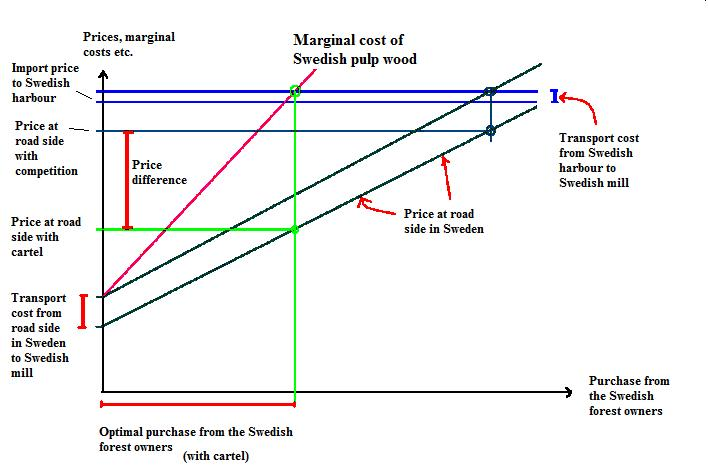 Prices, marginal
costs etc.
Marginal cost of
Swedish pulp wood
Import price
to Swedish
harbour
Price at
road side
with
competition
Price
difference
Transport cost
from Swedish
harbour to
Swedish mill
Price at road
side with
cartel
Price at road
side in Sweden
Transport
cost from
road side
in Sweden
to Swedish
mill
Purchase from
the Swedish
forest owners
Optimal purchase from the Swedish
forest owners
(with cartel)